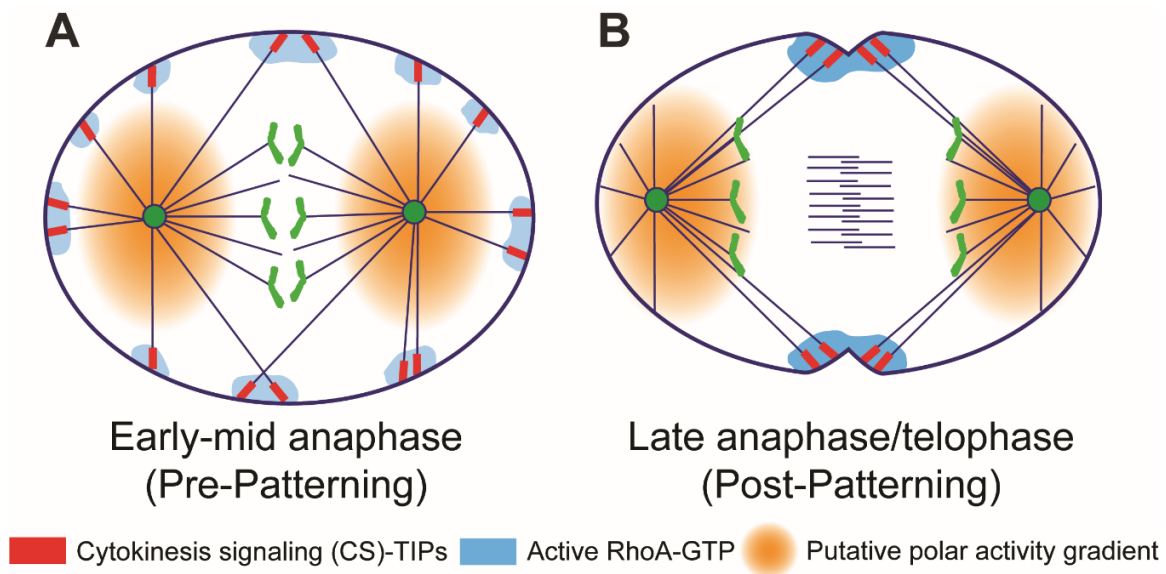 A
B
Early-mid anaphase
(Pre-Patterning)
Late anaphase/telophase
(Post-Patterning)
Cytokinesis signaling (CS)-TIPs
Active RhoA-GTP
Putative polar activity gradient